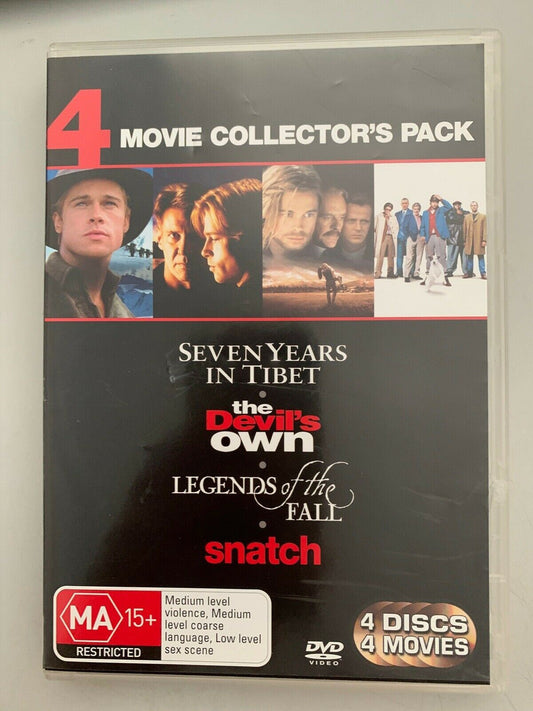 4 MOVIE COLLECTOR'S PACK
SEVEN YEARS
IN TIBET
the
Devil's
own
LEGENDS of the
FALL
snatch
MA 15+
RESTRICTED
Medium level
violence, Medium
level coarse
language, Low level
sex scene
DVD
VIDEO
4 DISCS
4 MOVIES